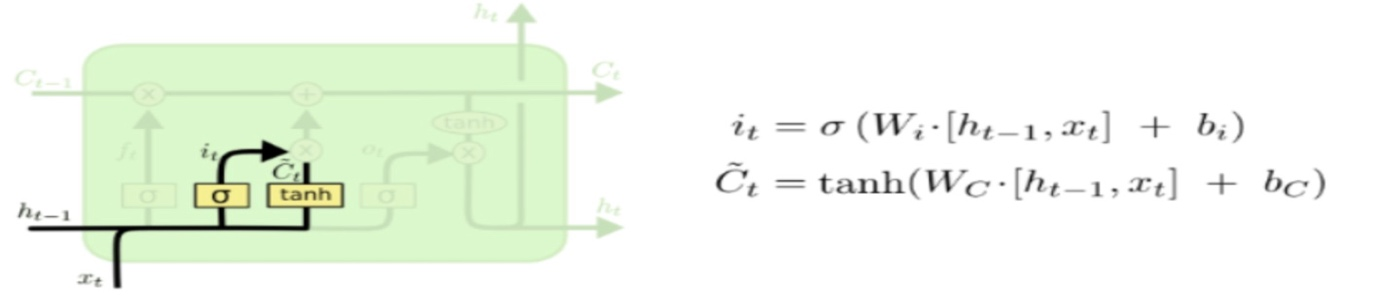 h_t
C_{t-1}
C_t
×
+
tanh
f_t
i_t
×
o_t
×
C̃_t
σ
σ
tanh
σ
h_{t-1}
h_t
x_t
i_t = σ (W_i·[h_{t-1}, x_t] + b_i)
C̃_t = tanh(W_C·[h_{t-1}, x_t] + b_C)